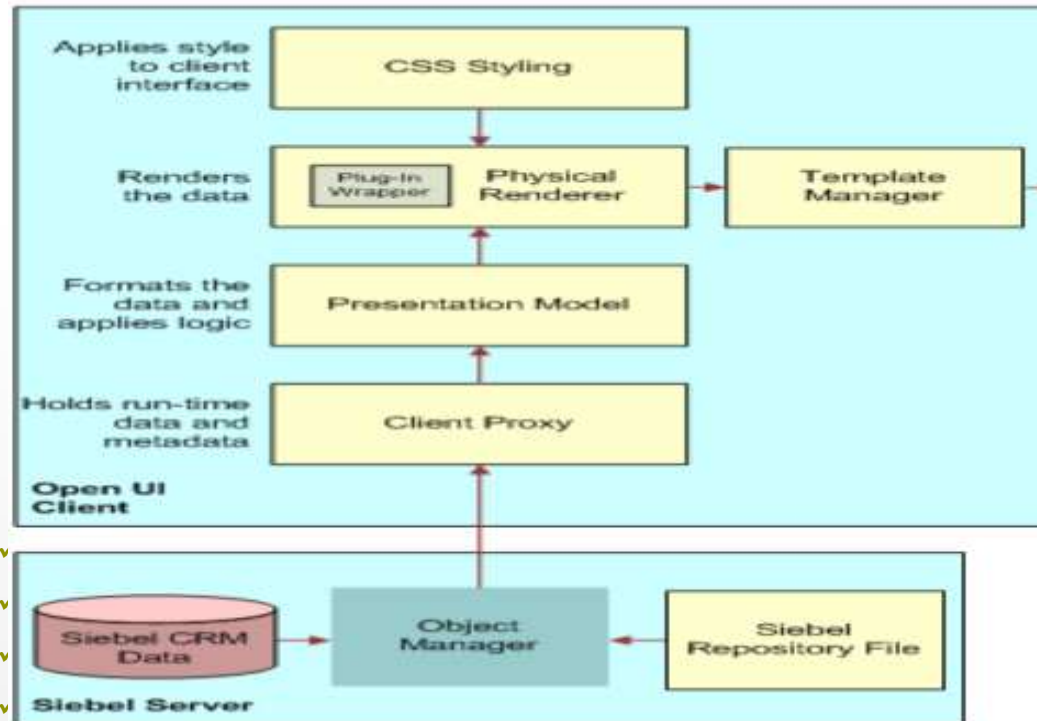 Applies style
to client
interface
CSS Styling
Renders
the data
Plug-In
Wrapper
Physical
Renderer
Template
Manager
Formats the
data and
applies logic
Presentation Model
Holds run-time
data and
metadata
Client Proxy
Open UI
Client
Siebel CRM
Data
Object
Manager
Siebel
Repository File
Siebel Server